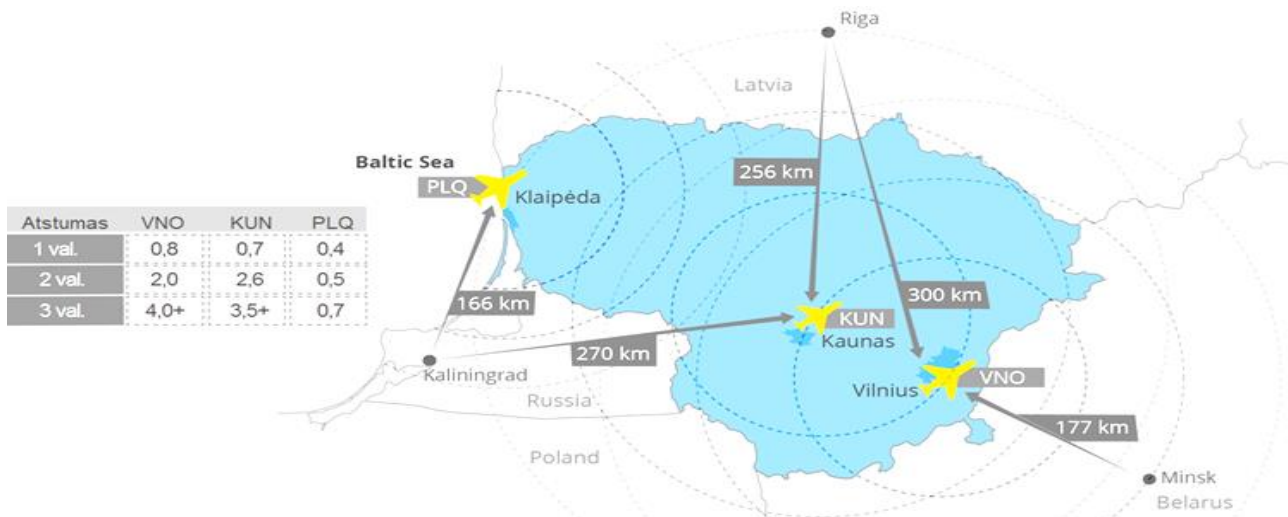 Riga
Latvia
Baltic Sea
256 km
PLQ
Klaipėda
Atstumas VNO KUN PLQ
1 val. 0,8 0,7 0,4
2 val. 2,0 2,6 0,5
3 val. 4,0+ 3,5+ 0,7
166 km
300 km
KUN
Kaunas
270 km
Kaliningrad
VNO
Vilnius
Russia
177 km
Poland
Minsk
Belarus